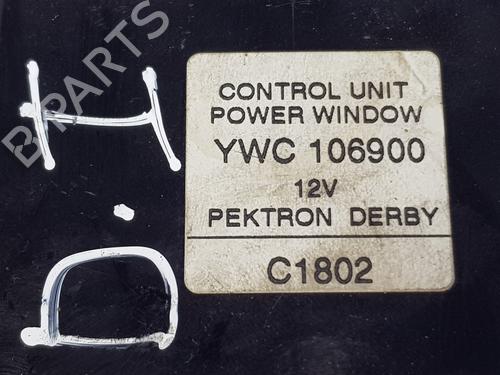 CONTROL UNIT
POWER WINDOW
YWC 106900
12V
PEKTRON DERBY
C1802
H.D
B PARTS